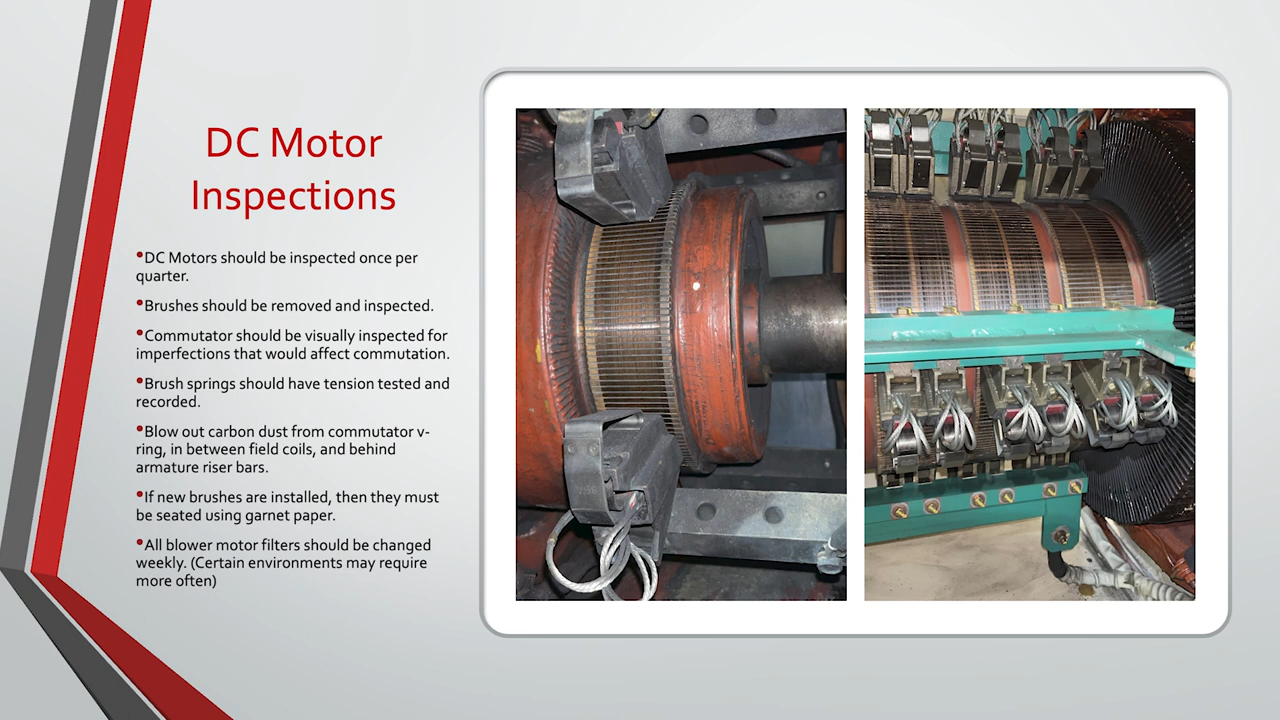 DC Motor
Inspections
•DC Motors should be inspected once per
quarter.
•Brushes should be removed and inspected.
•Commutator should be visually inspected for
imperfections that would affect commutation.
•Brush springs should have tension tested and
recorded.
•Blow out carbon dust from commutator v-
ring, in between field coils, and behind
armature riser bars.
•If new brushes are installed, then they must
be seated using garnet paper.
•All blower motor filters should be changed
weekly. (Certain environments may require
more often)